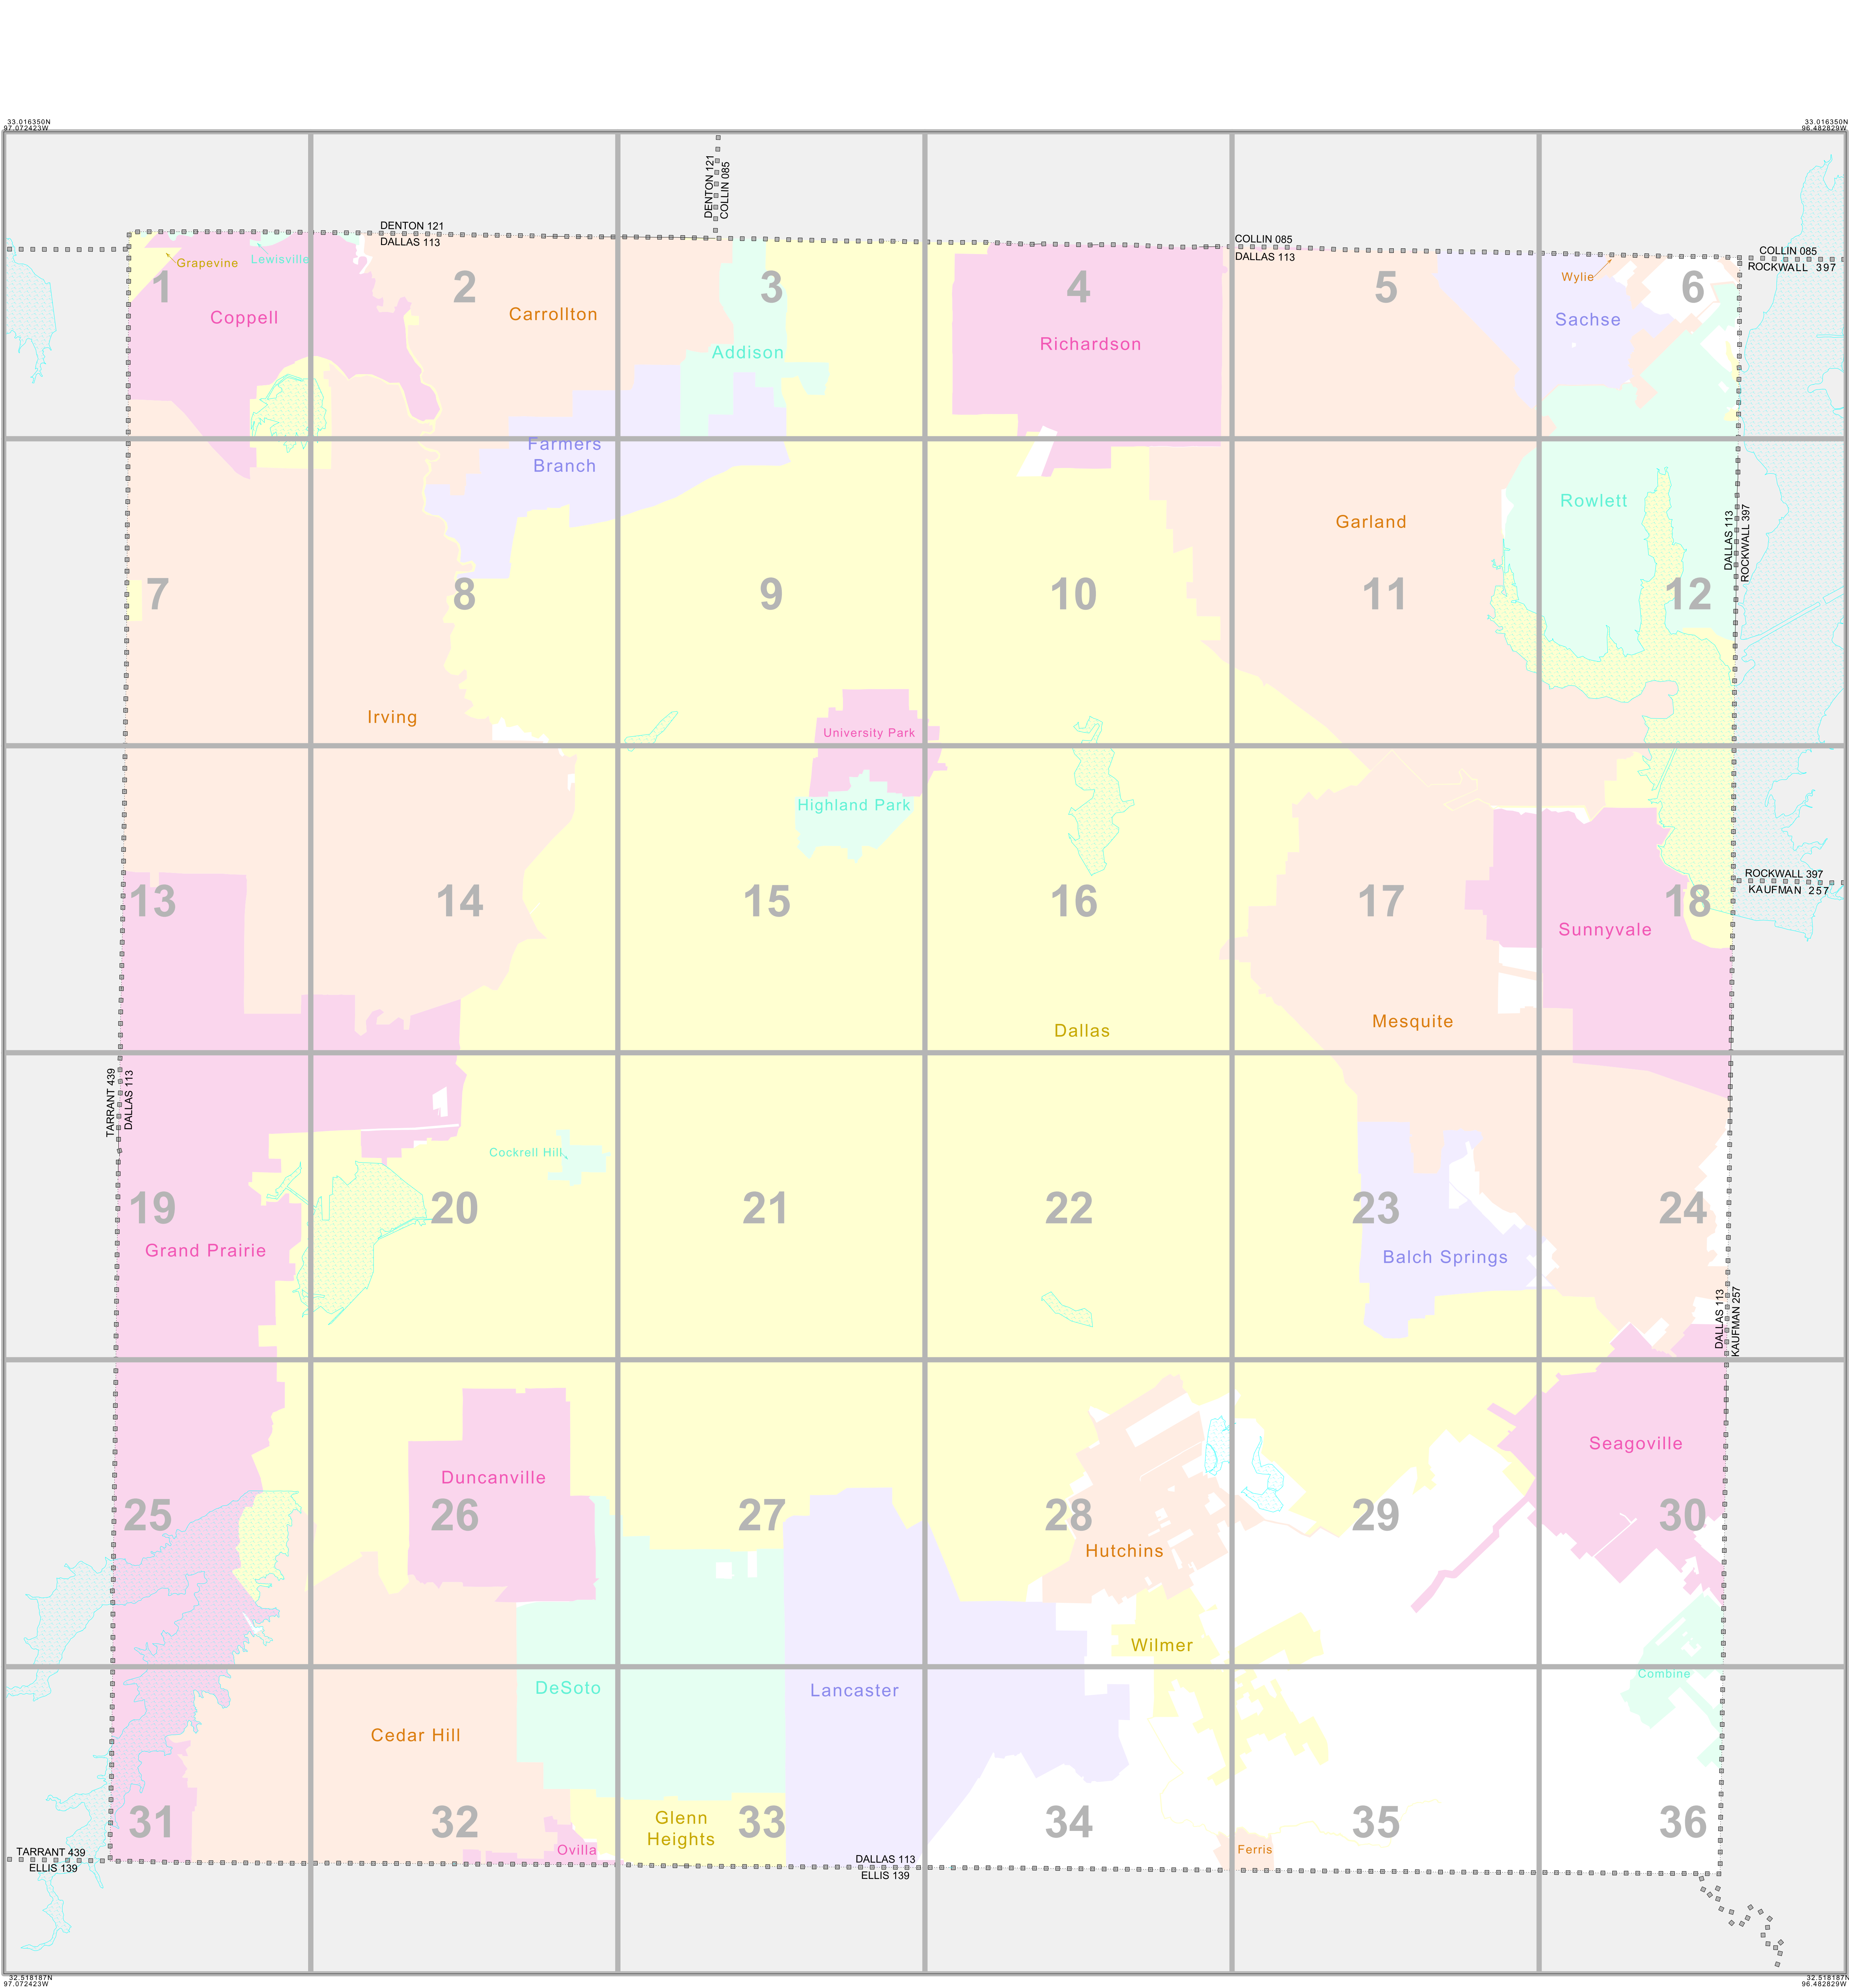 33.016350N
97.072423W
33.016350N
96.482829W
DENTON 121
COLLIN 085
DENTON 121
DALLAS 113
COLLIN 085
DALLAS 113
COLLIN 085
ROCKWALL 397
Grapevine
Lewisville
Wylie
1
2
3
4
5
6
Coppell
Carrollton
Sachse
Richardson
Addison
Farmers
Branch
Rowlett
Garland
DALLAS 113
ROCKWALL 397
7
8
9
10
11
12
Irving
University Park
Highland Park
ROCKWALL 397
KAUFMAN 257
13
14
15
16
17
18
Sunnyvale
Mesquite
Dallas
TARRANT 439
DALLAS 113
Cockrell Hill
19
20
21
22
23
24
Grand Prairie
Balch Springs
DALLAS 113
KAUFMAN 257
Seagoville
Duncanville
25
26
27
28
29
30
Hutchins
Wilmer
Combine
DeSoto
Lancaster
Cedar Hill
31
32
Glenn
Heights
33
34
35
36
Ovilla
Ferris
TARRANT 439
ELLIS 139
DALLAS 113
ELLIS 139
32.518187N
97.072423W
32.518187N
96.482829W